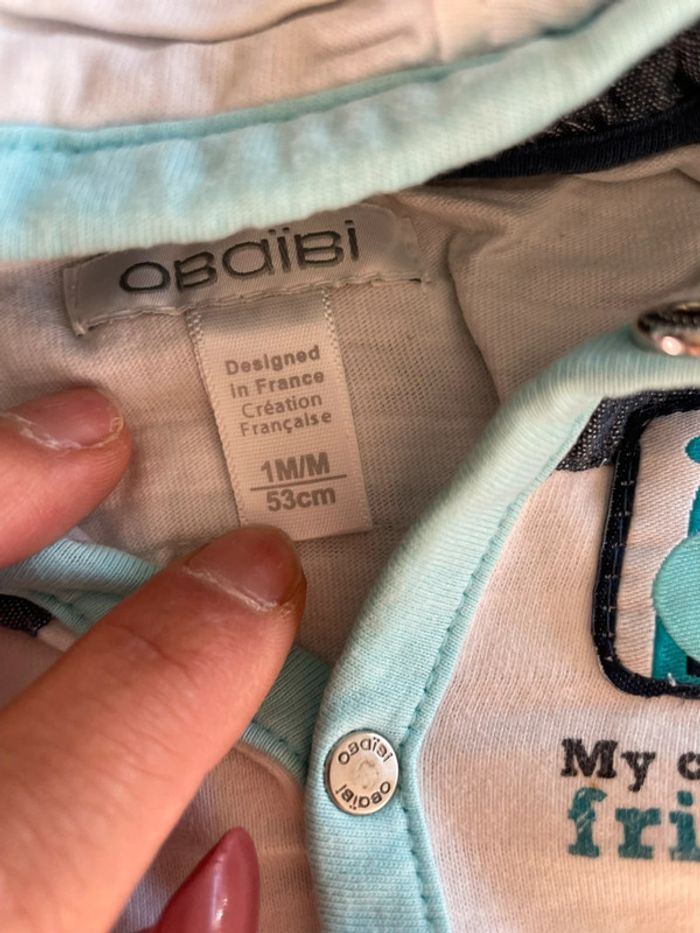 obaïbi
Designed
in France
Création
Française
1M/M
53cm
obaïbi
obaïbi
My
fri